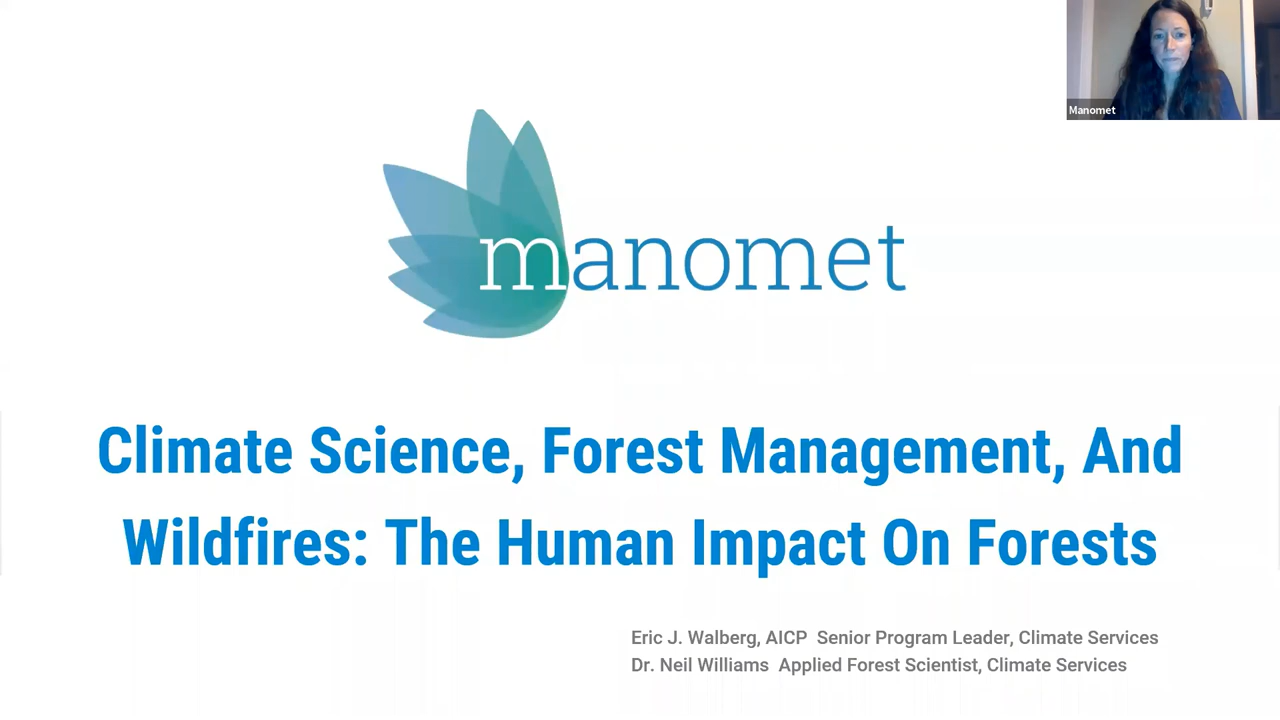 Manomet
manomet
Climate Science, Forest Management, And
Wildfires: The Human Impact On Forests
Eric J. Walberg, AICP Senior Program Leader, Climate Services
Dr. Neil Williams Applied Forest Scientist, Climate Services